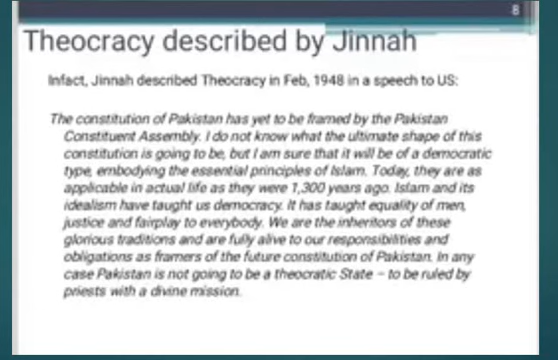 8
Theocracy described by Jinnah
Infact, Jinnah described Theocracy in Feb, 1948 in a speech to US:
The constitution of Pakistan has yet to be framed by the Pakistan
Constituent Assembly. I do not know what the ultimate shape of this
constitution is going to be, but I am sure that it will be of a democratic
type, embodying the essential principles of Islam. Today, they are as
applicable in actual life as they were 1,300 years ago. Islam and its
idealism have taught us democracy. It has taught equality of men,
justice and fairplay to everybody. We are the inheritors of these
glorious traditions and are fully alive to our responsibilities and
obligations as framers of the future constitution of Pakistan. In any
case Pakistan is not going to be a theocratic State – to be ruled by
priests with a divine mission.